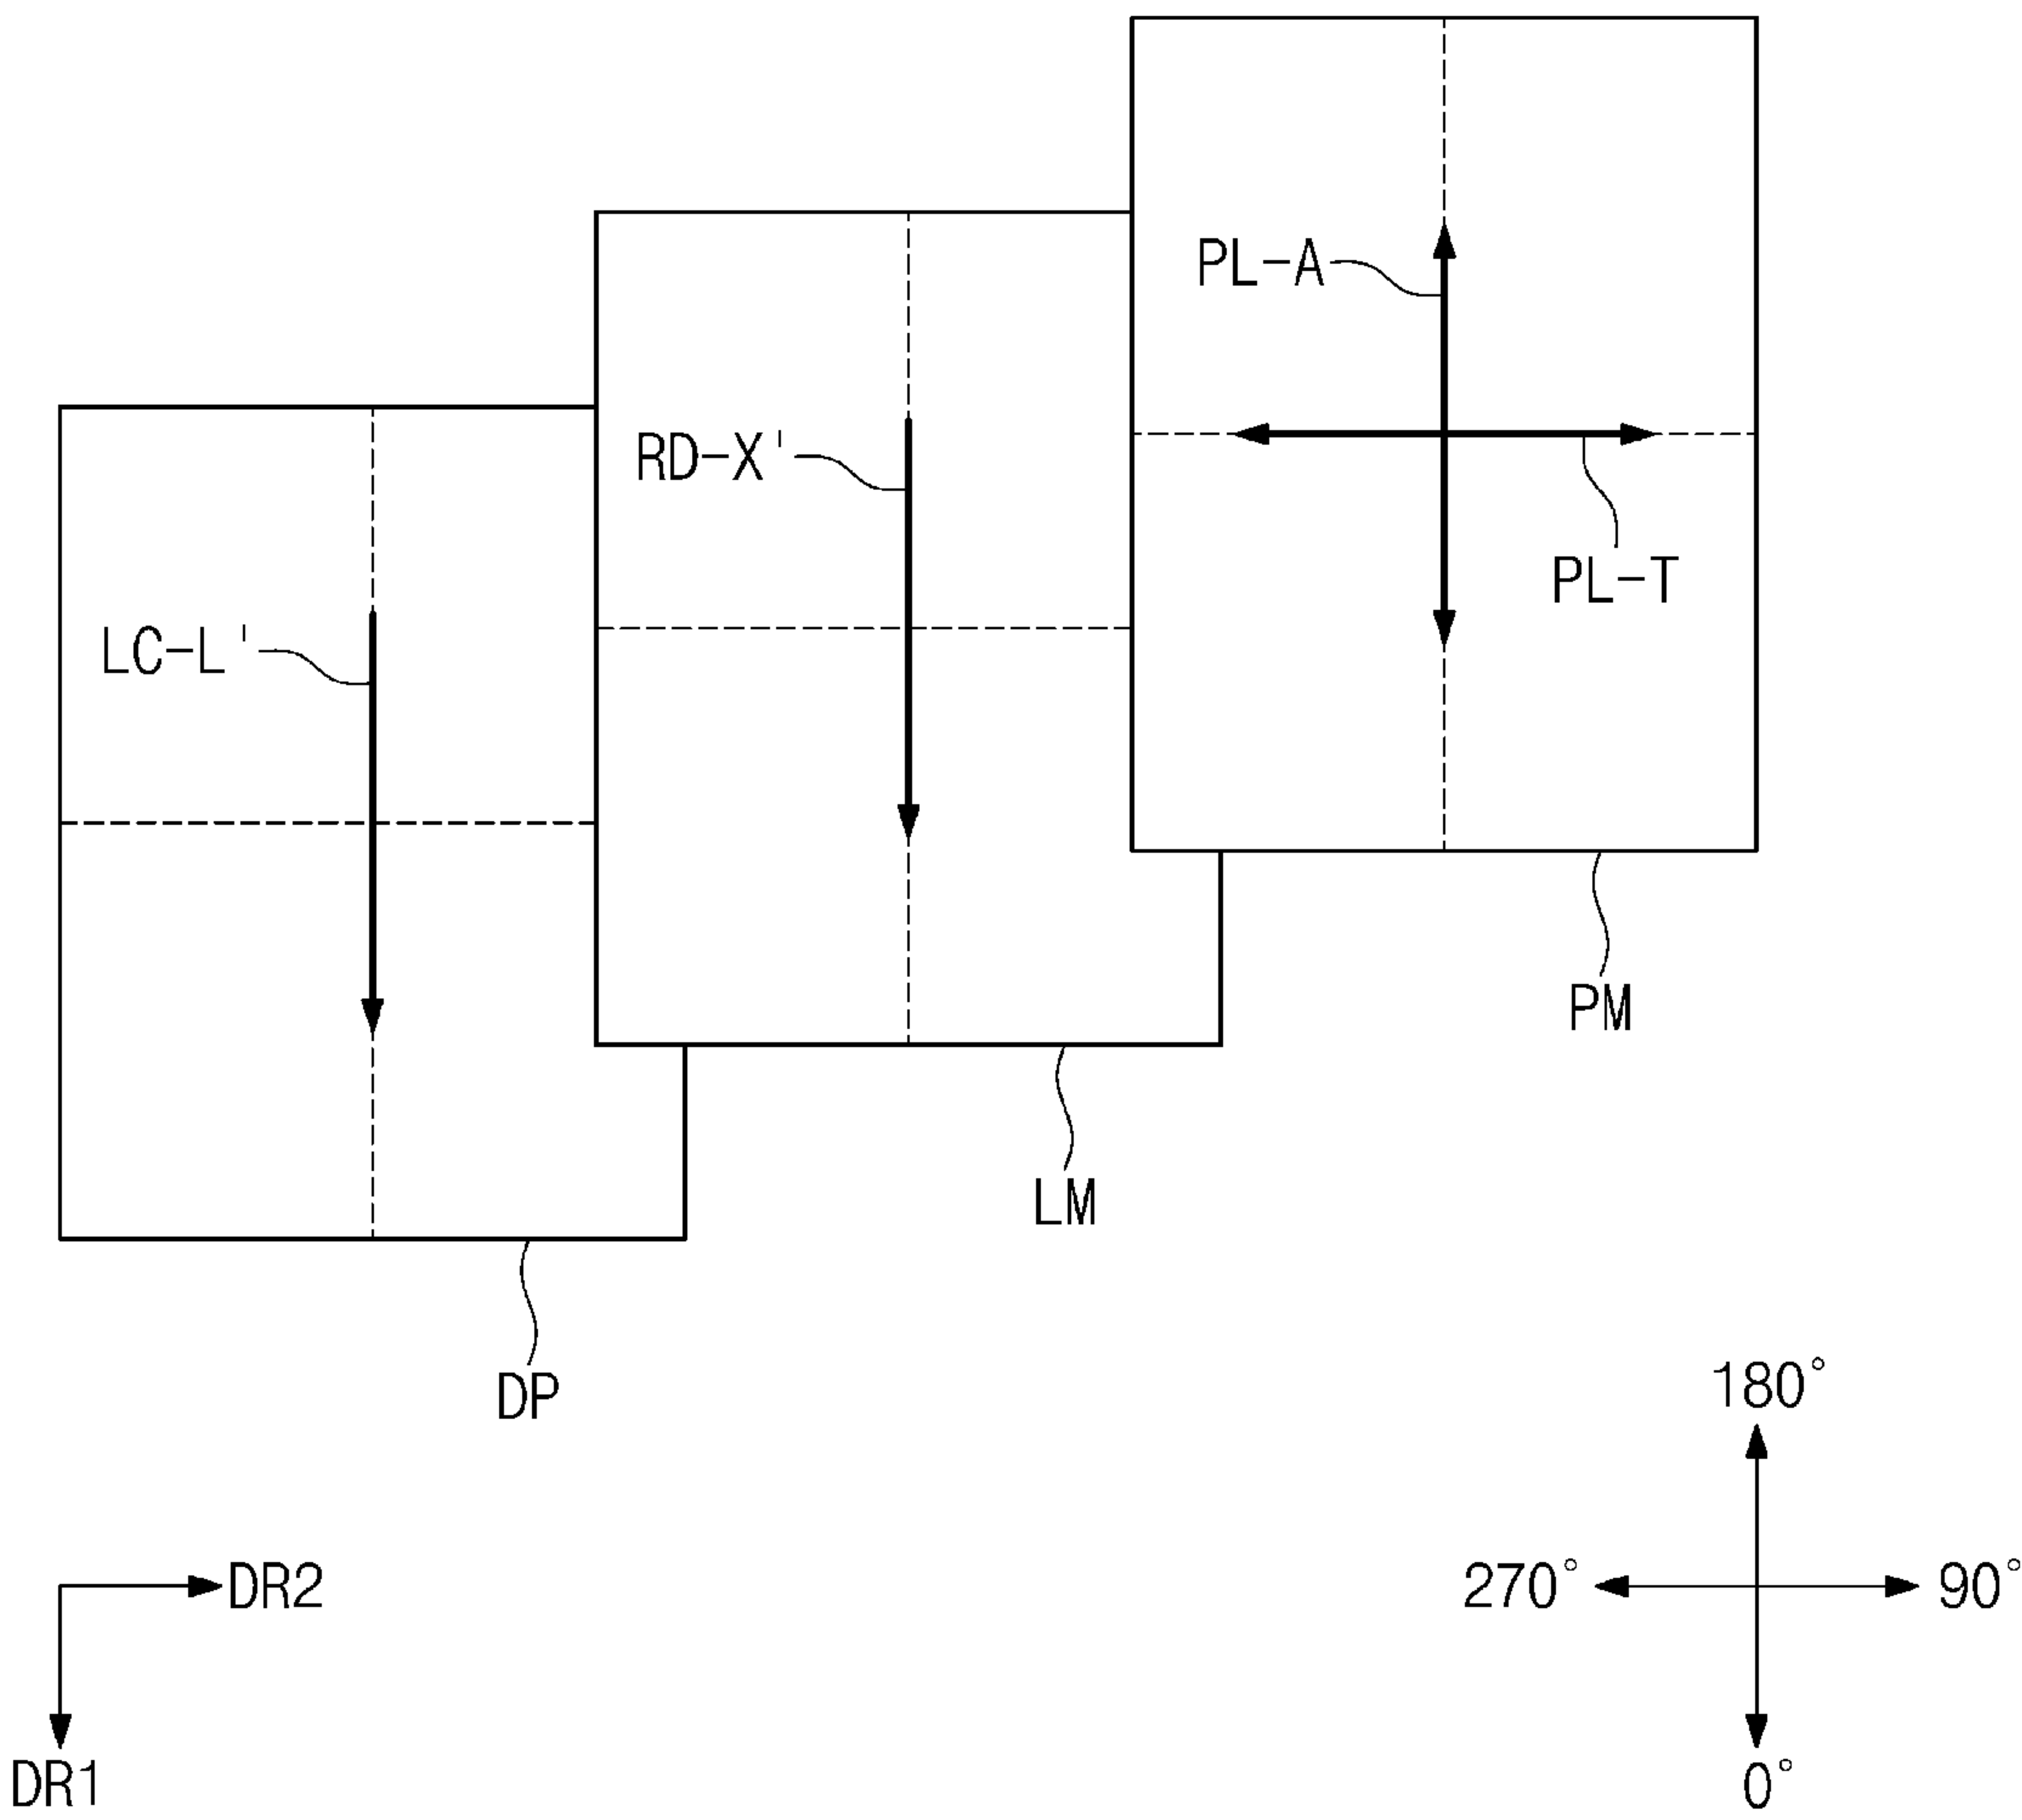 PL-A
RD-X'
PL-T
LC-L'
PM
LM
DP
180°
270°
90°
DR2
DR1
0°